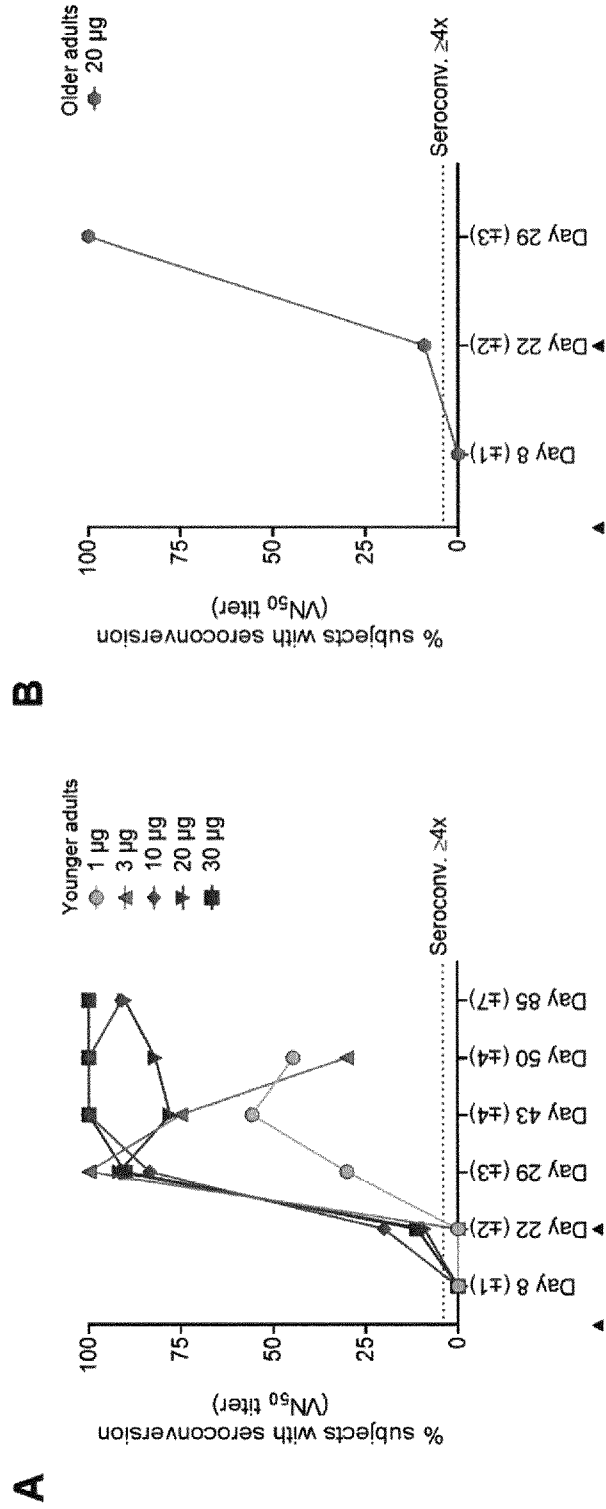 A
% subjects with seroconversion
(VN50 titer)
100
75
50
25
0
Day 8 (±1)
Day 22 (±2)
Day 29 (±3)
Day 43 (±4)
Day 50 (±4)
Day 85 (±7)
Seroconv. ≥4x
Younger adults
1 µg
3 µg
10 µg
20 µg
30 µg
B
% subjects with seroconversion
(VN50 titer)
100
75
50
25
0
Day 8 (±1)
Day 22 (±2)
Day 29 (±3)
Seroconv. ≥4x
Older adults
20 µg